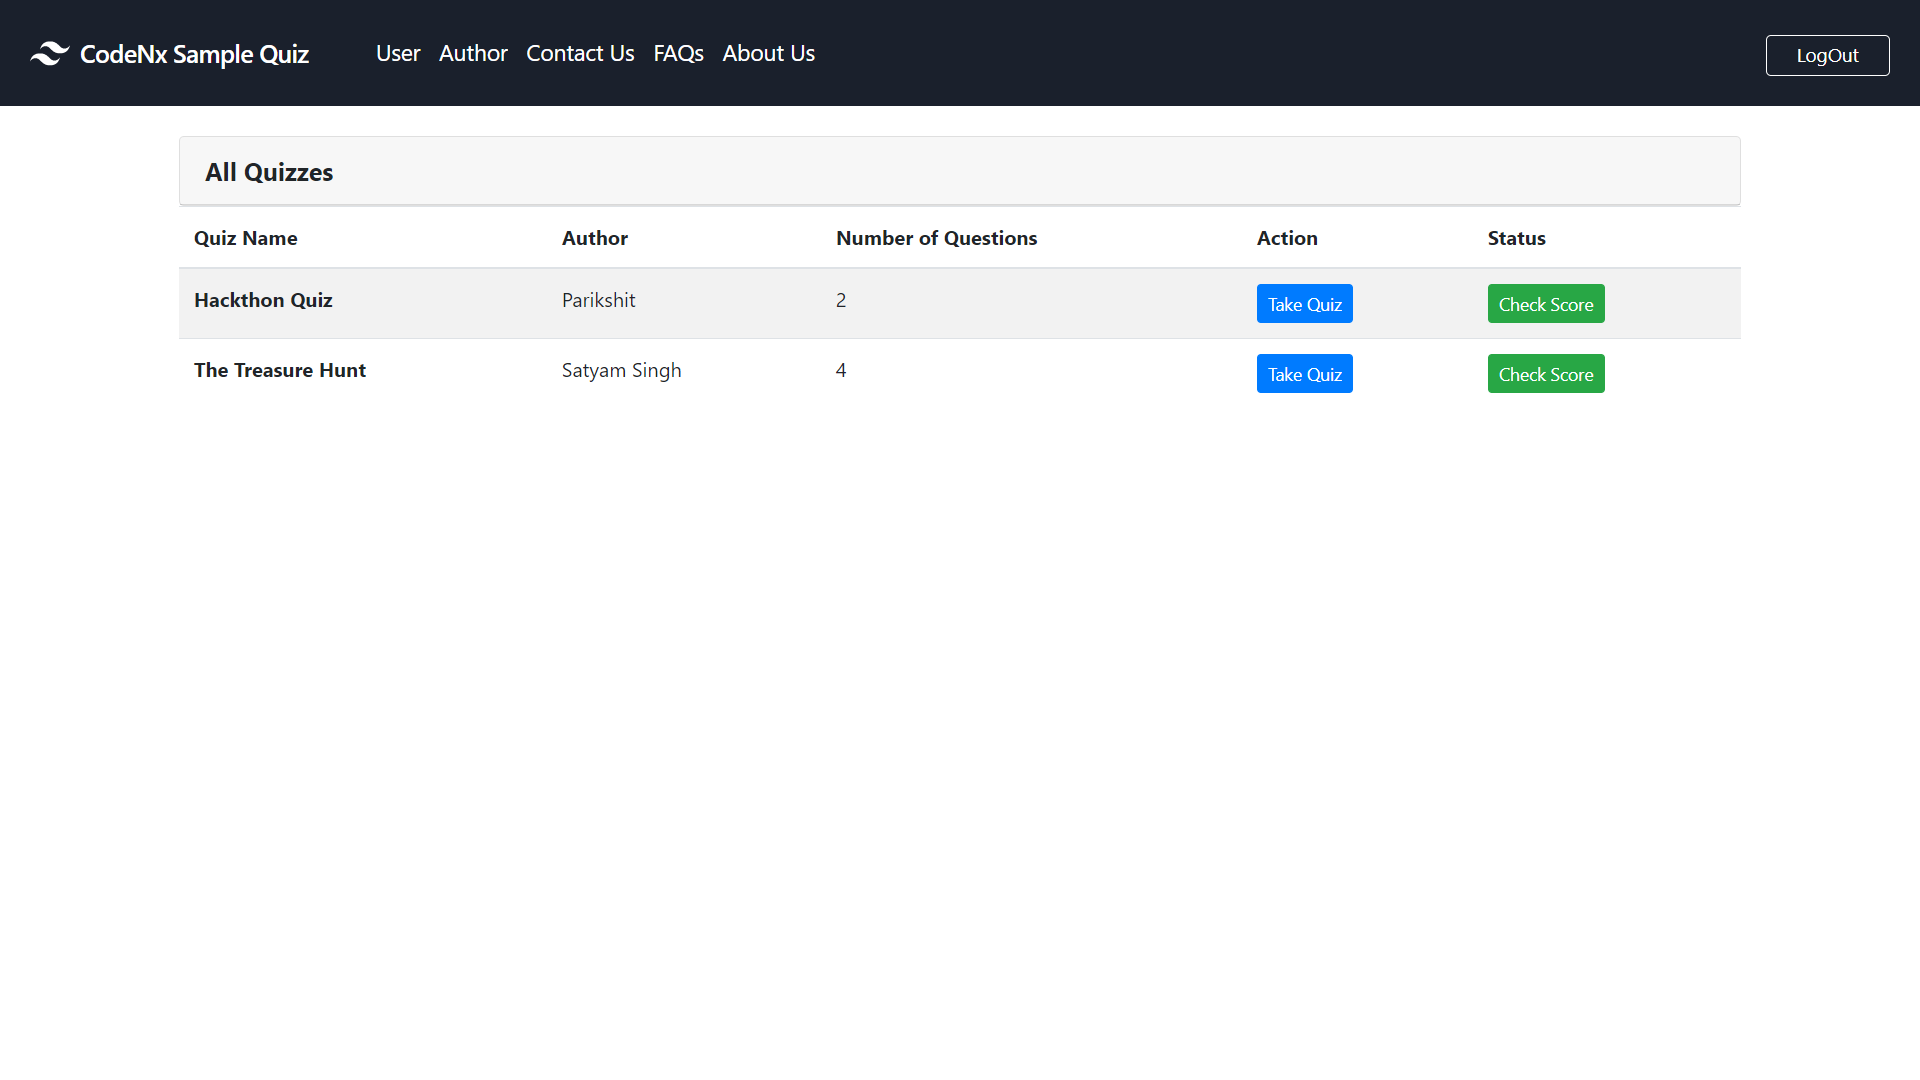 CodeNx Sample Quiz User Author Contact Us FAQs About Us LogOut
All Quizzes
Quiz Name Author Number of Questions Action Status
Hackthon Quiz Parikshit 2 Take Quiz Check Score
The Treasure Hunt Satyam Singh 4 Take Quiz Check Score